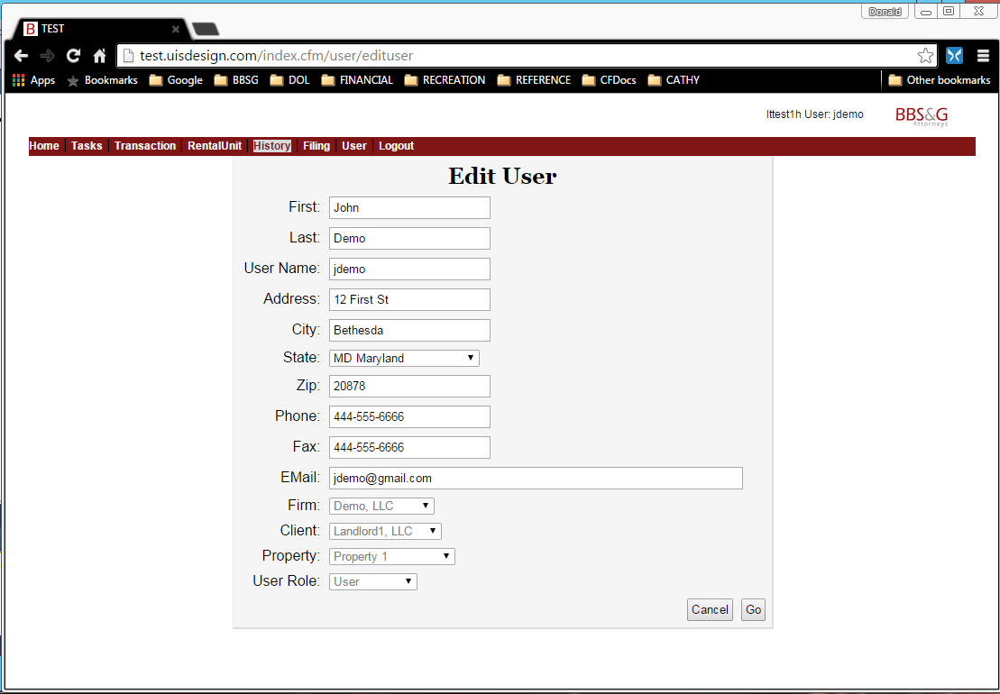 Donald
B TEST
test.uisdesign.com/index.cfm/user/edituser
Apps Bookmarks Google BBSG DOL FINANCIAL RECREATION REFERENCE CFDocs CATHY Other bookmarks
lttest1h User: jdemo
BBS&G
Attorneys
Home Tasks Transaction RentalUnit History Filing User Logout
Edit User
First: John
Last: Demo
User Name: jdemo
Address: 12 First St
City: Bethesda
State: MD Maryland
Zip: 20878
Phone: 444-555-6666
Fax: 444-555-6666
EMail: jdemo@gmail.com
Firm: Demo, LLC
Client: Landlord1, LLC
Property: Property 1
User Role: User
Cancel Go